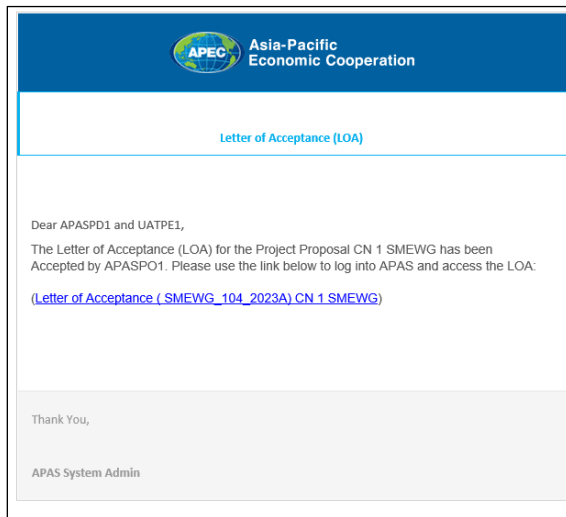 APEC
Asia-Pacific
Economic Cooperation
Letter of Acceptance (LOA)
Dear APASPD1 and UATPE1,
The Letter of Acceptance (LOA) for the Project Proposal CN 1 SMEWG has been
Accepted by APASPO1. Please use the link below to log into APAS and access the LOA:
(Letter of Acceptance ( SMEWG_104_2023A) CN 1 SMEWG)
Thank You,
APAS System Admin